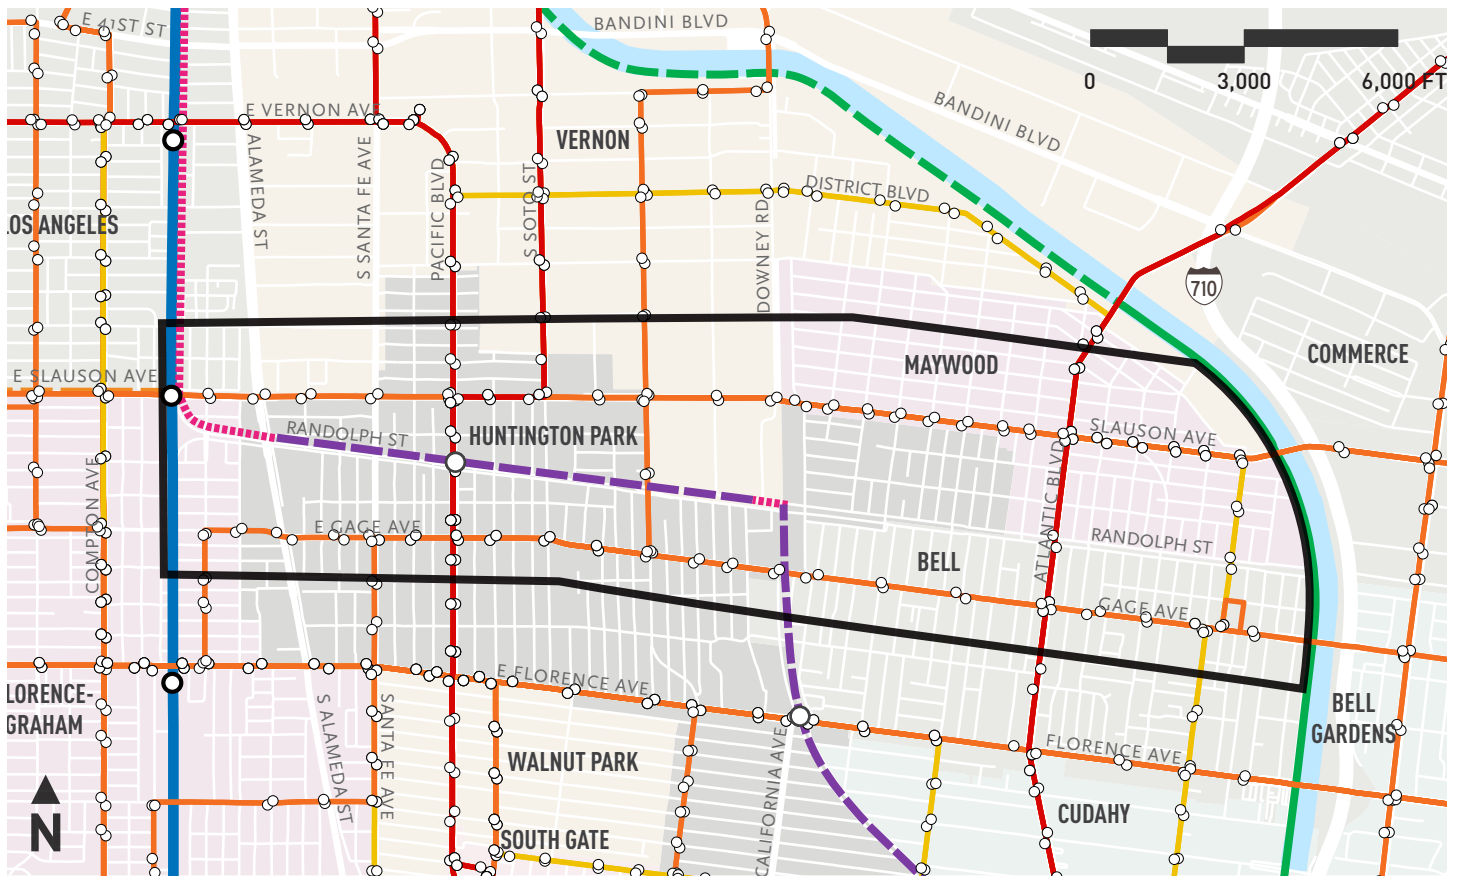 E 41ST ST
BANDINI BLVD
0
3,000
6,000 FT
E VERNON AVE
BANDINI BLVD
VERNON
ALAMEDA ST
S SANTA FE AVE
PACIFIC BLVD
S SOTO ST
DISTRICT BLVD
DOWNEY RD
LOS ANGELES
710
COMMERCE
MAYWOOD
E SLAUSON AVE
RANDOLPH ST
HUNTINGTON PARK
SLAUSON AVE
COMPTON AVE
ATLANTIC BLVD
E GAGE AVE
RANDOLPH ST
BELL
GAGE AVE
E FLORENCE AVE
LORENCE-
GRAHAM
S ALAMEDA ST
SANTA FE AVE
BELL
GARDENS
WALNUT PARK
CALIFORNIA AVE
FLORENCE AVE
CUDAHY
SOUTH GATE
N